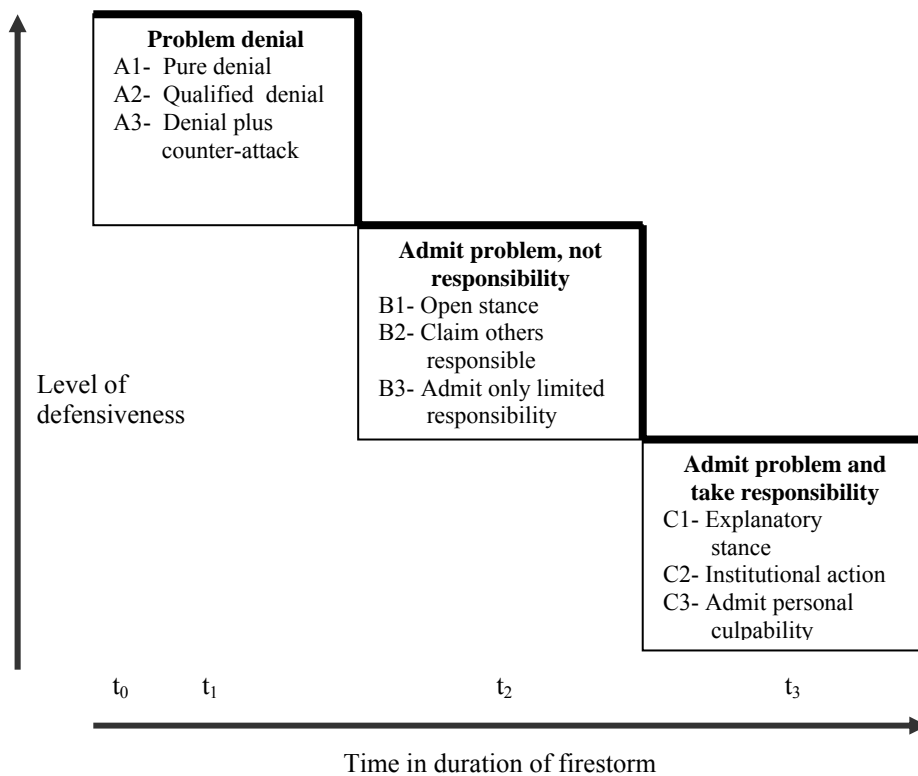 Problem denial
A1- Pure denial
A2- Qualified denial
A3- Denial plus
counter-attack
Admit problem, not
responsibility
B1- Open stance
B2- Claim others
responsible
B3- Admit only limited
responsibility
Level of
defensiveness
Admit problem and
take responsibility
C1- Explanatory
stance
C2- Institutional action
C3- Admit personal
culpability
t0 t1 t2 t3
Time in duration of firestorm